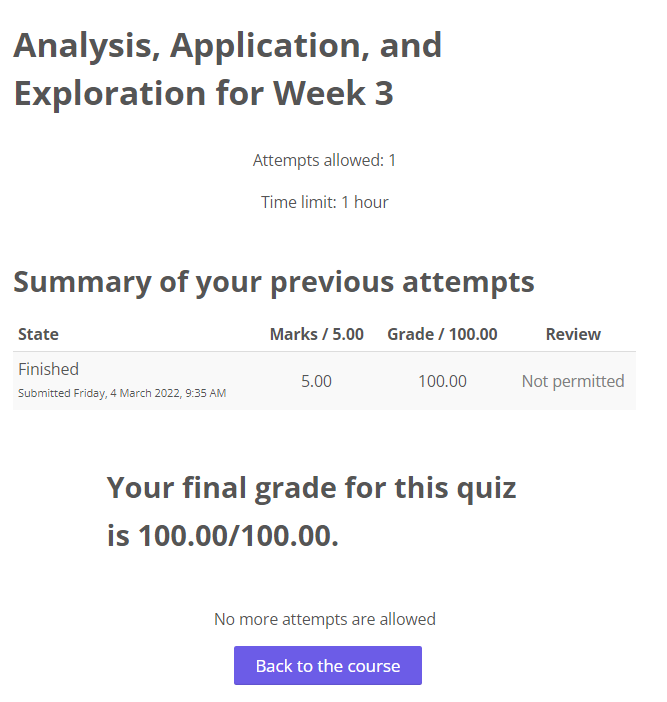 Analysis, Application, and
Exploration for Week 3
Attempts allowed: 1
Time limit: 1 hour
Summary of your previous attempts
State Marks / 5.00 Grade / 100.00 Review
Finished
Submitted Friday, 4 March 2022, 9:35 AM
5.00 100.00 Not permitted
Your final grade for this quiz
is 100.00/100.00.
No more attempts are allowed
Back to the course